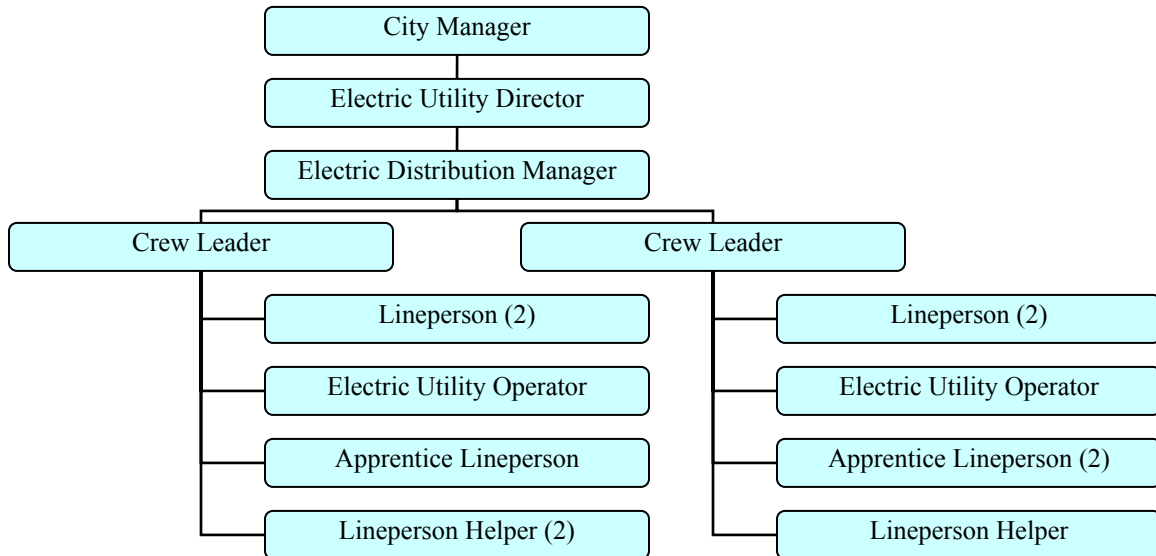 City Manager
Electric Utility Director
Electric Distribution Manager
Crew Leader
Lineperson (2)
Electric Utility Operator
Apprentice Lineperson
Lineperson Helper (2)
Crew Leader
Lineperson (2)
Electric Utility Operator
Apprentice Lineperson (2)
Lineperson Helper